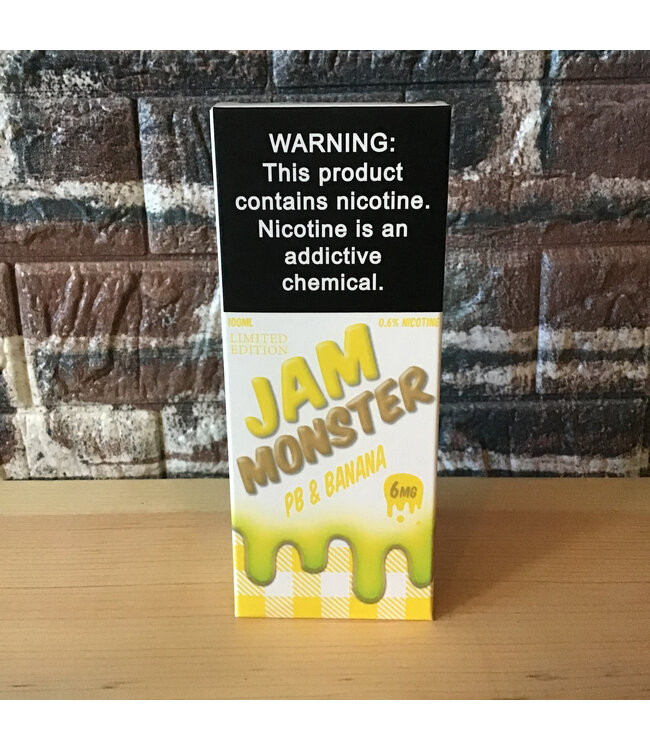 WARNING:
This product
contains nicotine.
Nicotine is an
addictive
chemical.
100ML 0.6% NICOTINE
LIMITED
EDITION
JAM
MONSTER
PB & BANANA
6MG